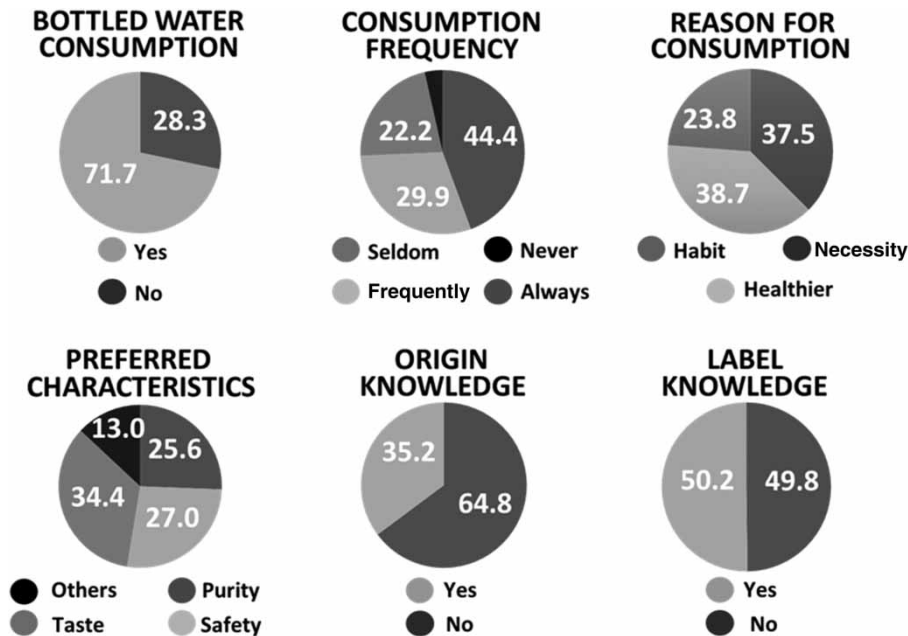 BOTTLED WATER
CONSUMPTION
28.3
71.7
Yes
No
CONSUMPTION
FREQUENCY
22.2
44.4
29.9
Seldom
Never
Frequently
Always
REASON FOR
CONSUMPTION
23.8
37.5
38.7
Habit
Necessity
Healthier
PREFERRED
CHARACTERISTICS
13.0
25.6
34.4
27.0
Others
Purity
Taste
Safety
ORIGIN
KNOWLEDGE
35.2
64.8
Yes
No
LABEL
KNOWLEDGE
50.2
49.8
Yes
No